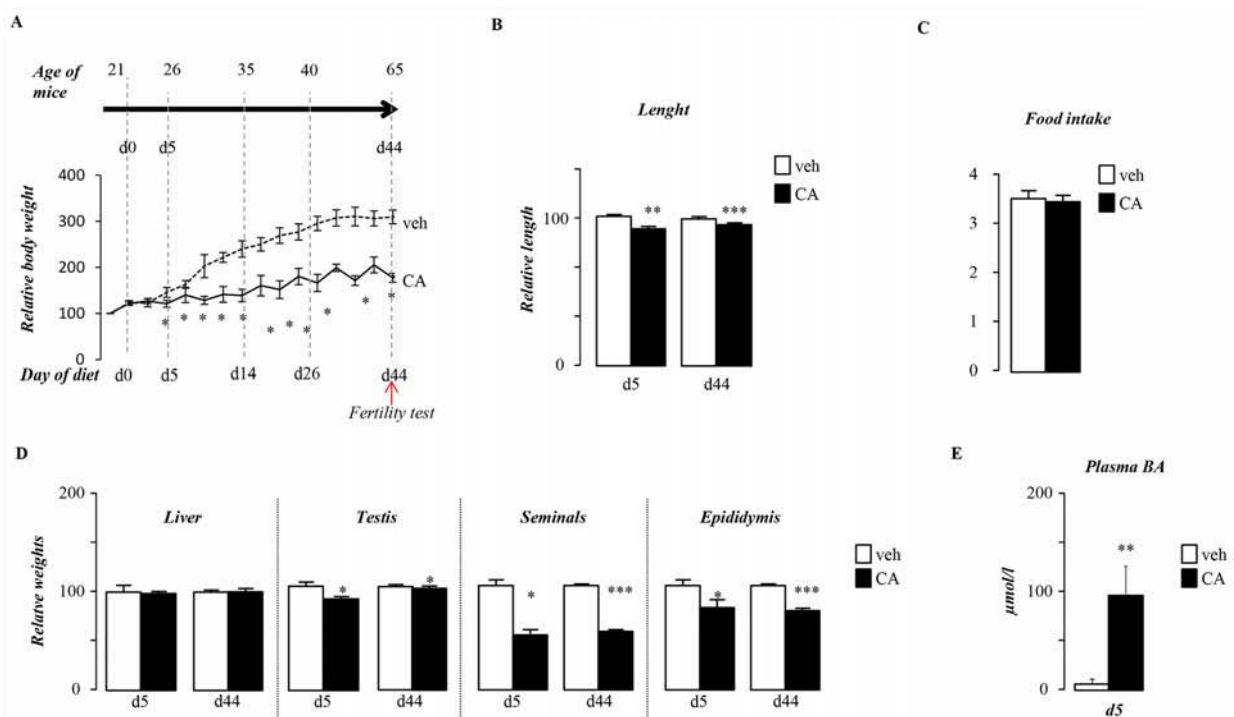 A
21 26 35 40 65
Age of
mice
d0 d5 d44
400
300
200
100
0
Relative body weight
veh
CA
* * * * * * * * * * *
Day of diet d0 d5 d14 d26 d44
Fertility test
B
Lenght
veh
CA
Relative length
100
0
** ***
d5 d44
C
Food intake
veh
CA
4
3
2
1
0
D
Relatve weights
200
100
0
Liver Testis Seminals Epididymis
veh
CA
* * * *** * ***
d5 d44 d5 d44 d5 d44 d5 d44
E
Plasma BA
veh
CA
µmol/l
200
100
0
**
d5